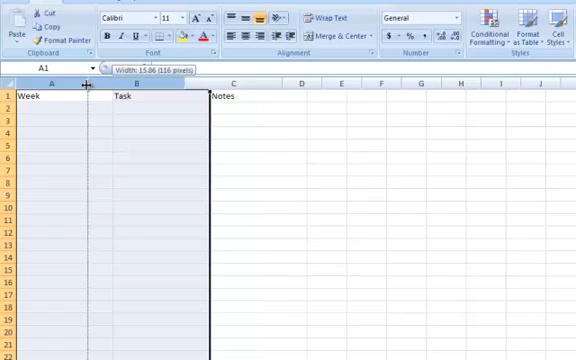 Cut
Calibri 11 A A Wrap Text General
Copy
Paste Format Painter B I U A Merge & Center $ % , Conditional Format Cell
Formatting as Table Styles
Clipboard Font Alignment Number Styles
A1 Width: 15.86 (116 pixels)
A B C D E F G H I J
1 Week Task Notes
2
3
4
5
6
7
8
9
10
11
12
13
14
15
16
17
18
19
20
21
22